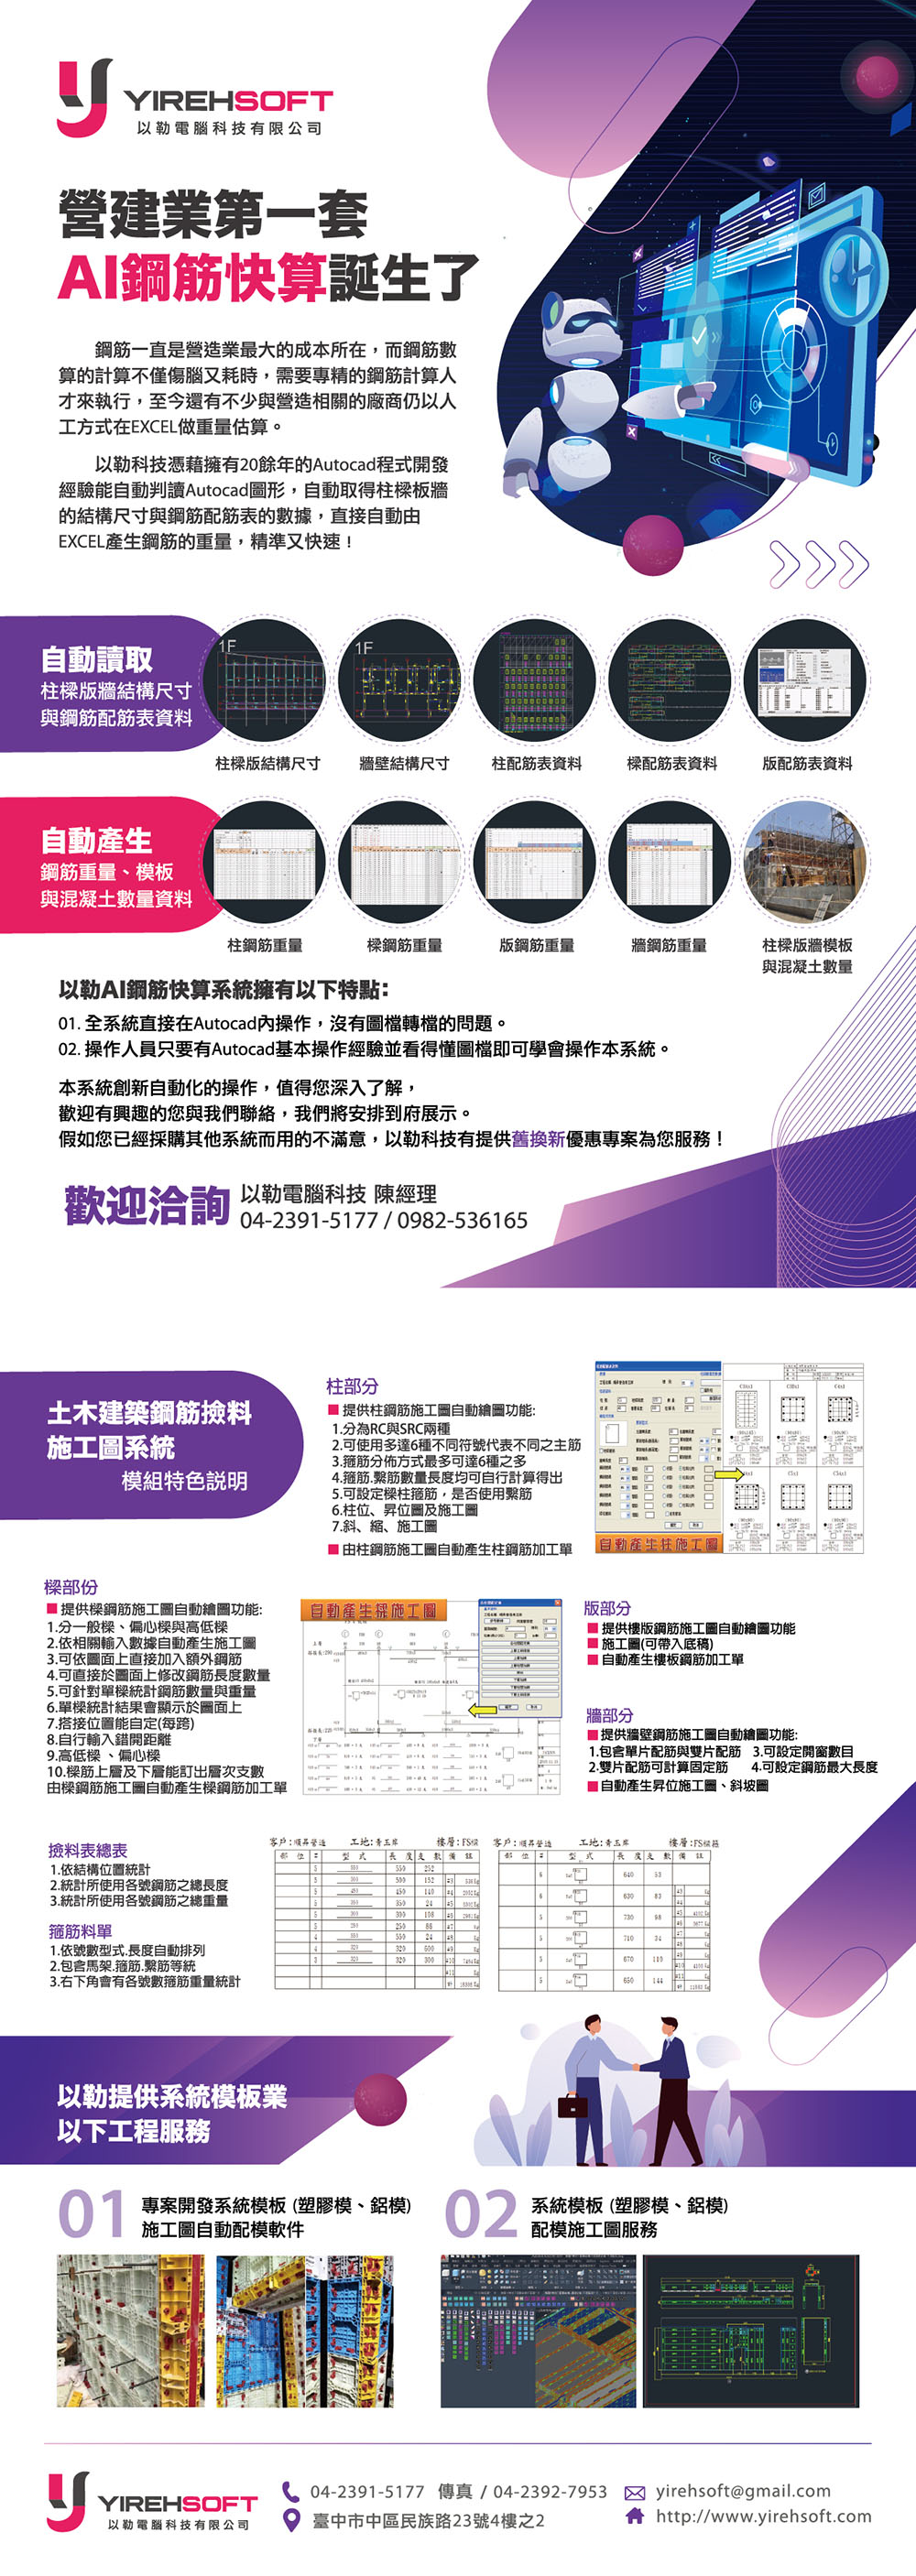 YIREHSOFT
以勒電腦科技有限公司
營建業第一套
AI鋼筋快算誕生了
鋼筋一直是營造業最大的成本所在，而鋼筋數
算的計算不僅傷腦又耗時，需要專精的鋼筋計算人
才來執行，至今還有不少與營造相關的廠商仍以人
工方式在EXCEL做重量估算。
以勒科技憑藉擁有20餘年的Autocad程式開發
經驗能自動判讀Autocad圖形，自動取得柱樑板牆
的結構尺寸與鋼筋配筋表的數據，直接自動由
EXCEL產生鋼筋的重量，精準又快速！
自動讀取
柱樑版牆結構尺寸
與鋼筋配筋表資料
1F
1F
柱樑版結構尺寸
牆壁結構尺寸
柱配筋表資料
樑配筋表資料
版配筋表資料
自動產生
鋼筋重量、模板
與混凝土數量資料
柱鋼筋重量
樑鋼筋重量
版鋼筋重量
牆鋼筋重量
柱樑版牆模板
與混凝土數量
以勒AI鋼筋快算系統擁有以下特點:
01. 全系統直接在Autocad內操作，沒有圖檔轉檔的問題。
02. 操作人員只要有Autocad基本操作經驗並看得懂圖檔即可學會操作本系統。
本系統創新自動化的操作，值得您深入了解，
歡迎有興趣的您與我們聯絡，我們將安排到府展示。
假如您已經採購其他系統而用的不滿意，以勒科技有提供舊換新優惠專案為您服務！
歡迎洽詢
以勒電腦科技 陳經理
04-2391-5177 / 0982-536165
土木建築鋼筋撿料
施工圖系統
模組特色說明
柱部分
提供柱鋼筋施工圖自動繪圖功能:
1.分為RC與SRC兩種
2.可使用多達6種不同符號代表不同之主筋
3.箍筋分佈方式最多可達6種之多
4.箍筋.繫筋數量長度均可自行計算得出
5.可設定樑柱箍筋，是否使用繫筋
6.柱位、昇位圖及施工圖
7.斜、縮、施工圖
由柱鋼筋施工圖自動產生柱鋼筋加工單
自動產生柱施工圖
樑部份
提供樑鋼筋施工圖自動繪圖功能:
1.分一般樑、偏心樑與高低樑
2.依相關輸入數據自動產生施工圖
3.可依圖面上直接加入額外鋼筋
4.可直接於圖面上修改鋼筋長度數量
5.可針對單樑統計鋼筋數量與重量
6.單樑統計結果會顯示於圖面上
7.搭接位置能自定(每跨)
8.自行輸入錯開距離
9.高低樑 、偏心樑
10.樑筋上層及下層能訂出層次支數
由樑鋼筋施工圖自動產生樑鋼筋加工單
自動產生樑施工圖
版部分
提供樓版鋼筋施工圖自動繪圖功能
施工圖(可帶入底稿)
自動產生樓板鋼筋加工單
牆部分
提供牆壁鋼筋施工圖自動繪圖功能:
1.包含單片配筋與雙片配筋 3.可設定開窗數目
2.雙片配筋可計算固定筋 4.可設定鋼筋最大長度
自動產生昇位施工圖、斜坡圖
撿料表總表
1.依結構位置統計
2.統計所使用各號鋼筋之總長度
3.統計所使用各號鋼筋之總重量
箍筋料單
1.依號數型式.長度自動排列
2.包含馬架.箍筋.繫筋等統
3.右下角會有各號數箍筋重量統計
客戶:順昇營造 工地:青玉岸 樓層:FS樑
部位 # 型式 長度 支數 備註
客戶:順昇營造 工地:青玉岸 樓層:FS樑箍
部位 # 型式 長度 支數 備註
以勒提供系統模板業
以下工程服務
01 專案開發系統模板 (塑膠模、鋁模)
施工圖自動配模軟件
02 系統模板 (塑膠模、鋁模)
配模施工圖服務
YIREHSOFT
以勒電腦科技有限公司
04-2391-5177 傳真 / 04-2392-7953
臺中市中區民族路23號4樓之2
yirehsoft@gmail.com
http://www.yirehsoft.com